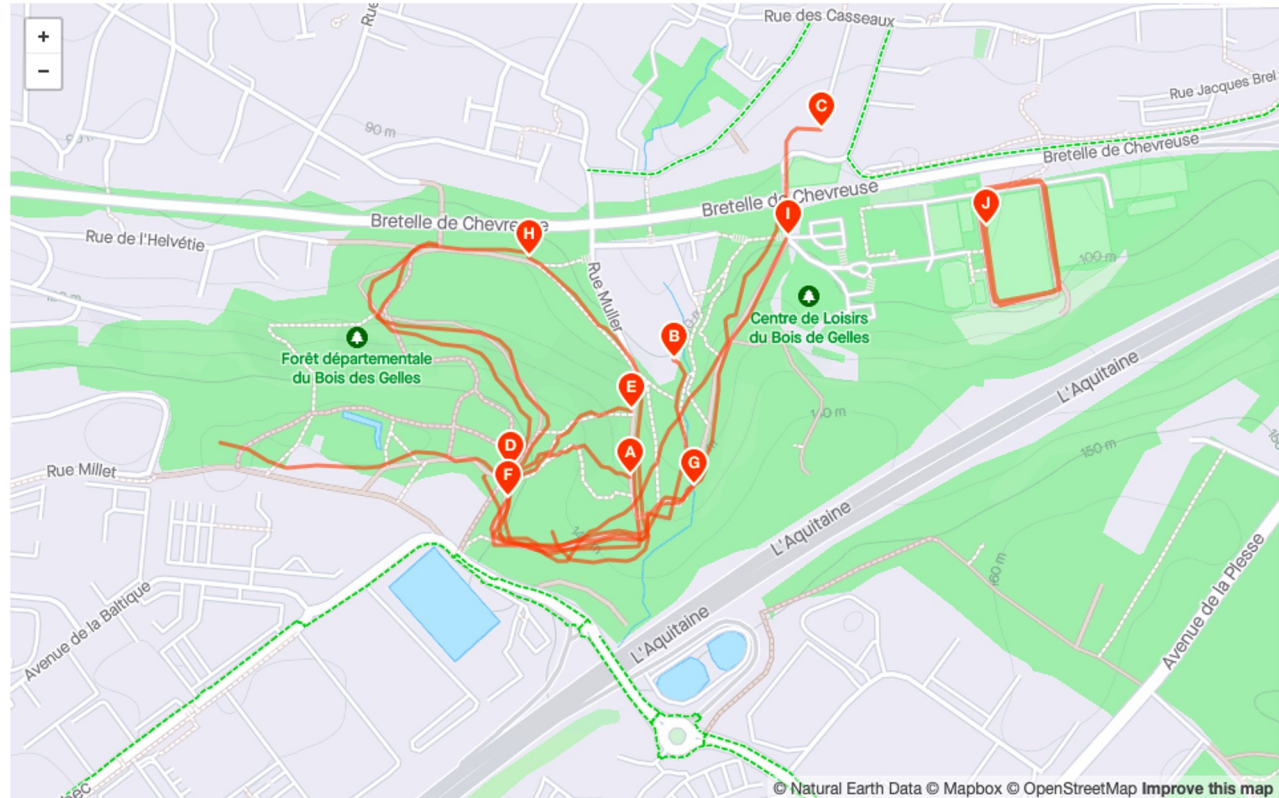 +
−
Rue des Casseaux
Rue
C
Rue Jacques Brel
90 m
Bretelle de Chevreuse
Bretelle de Chevreuse
I
J
Bretelle de Chevreuse
H
Rue de l'Helvétie
100 m
Rue Muller
Centre de Loisirs
du Bois de Gelles
B
Forêt départementale
du Bois des Gelles
L'Aquitaine
E
D
A
150 m
F
G
Rue Millet
L'Aquitaine
160 m
Avenue de la Plesse
Avenue de la Baltique
L'Aquitaine
© Natural Earth Data © Mapbox © OpenStreetMap Improve this map